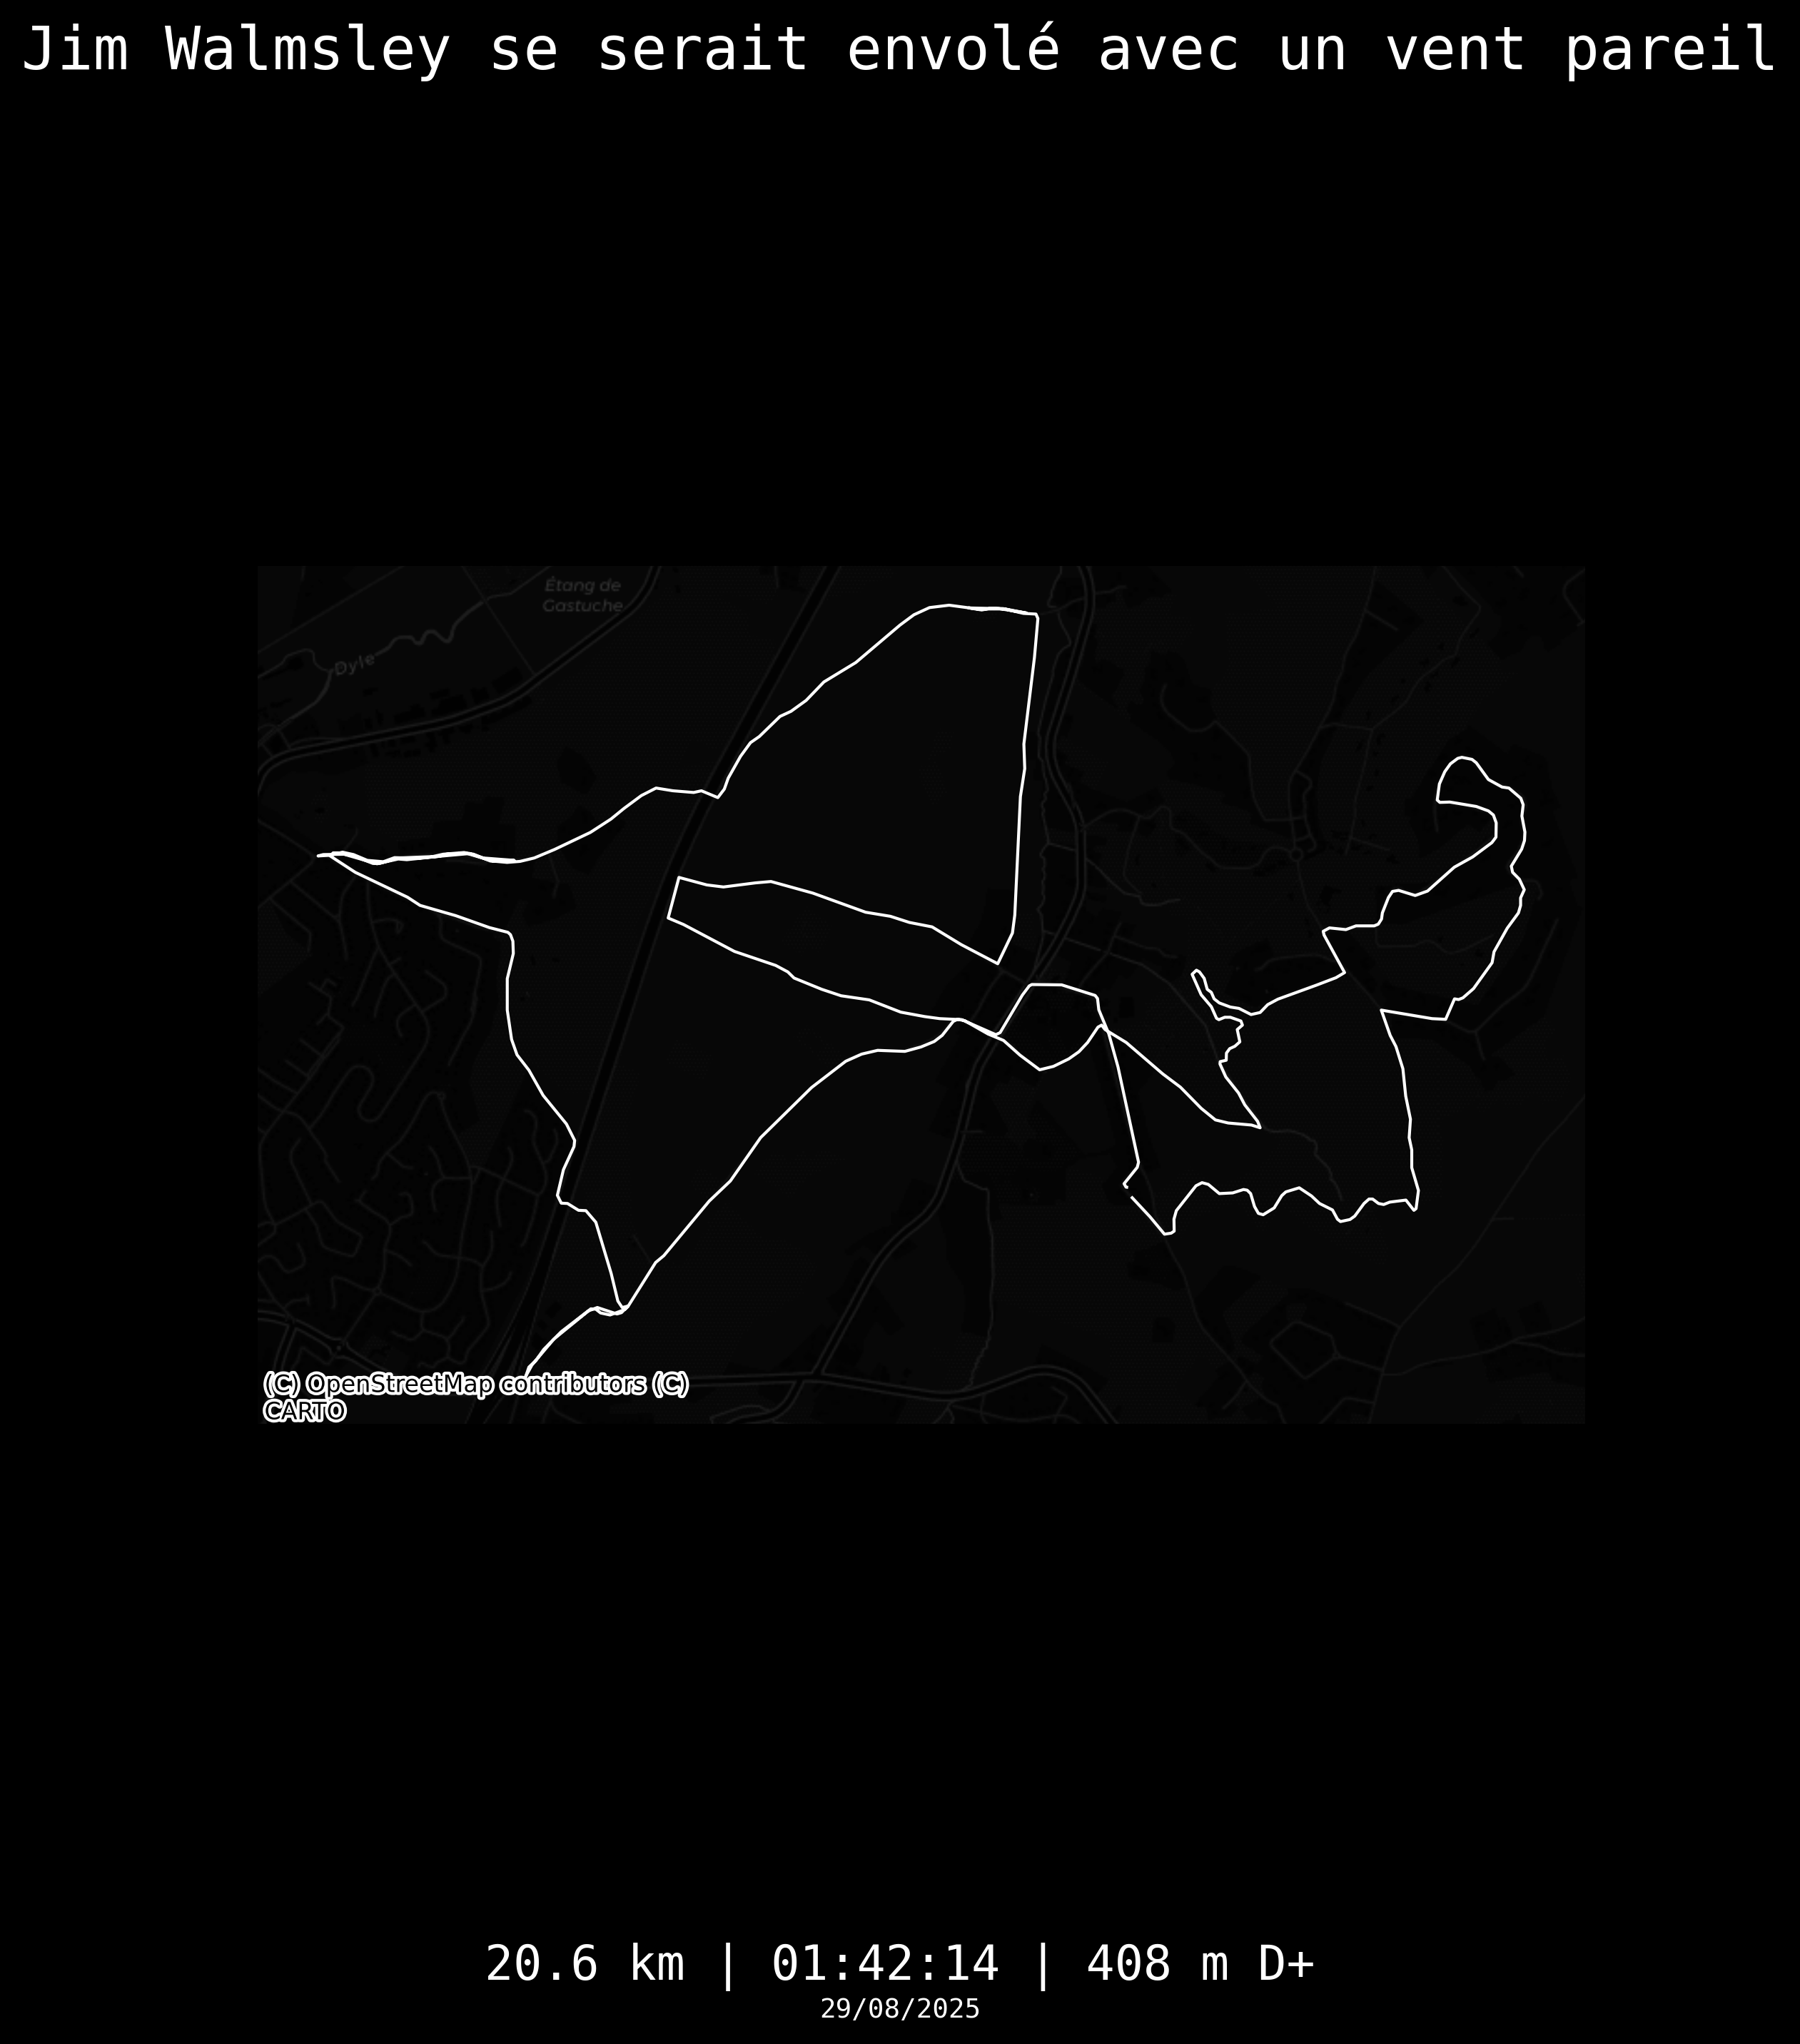 Jim Walmsley se serait envolé avec un vent pareil
Étang de
Gastuche
Dyle
(C) OpenStreetMap contributors (C)
CARTO
20.6 km | 01:42:14 | 408 m D+
29/08/2025